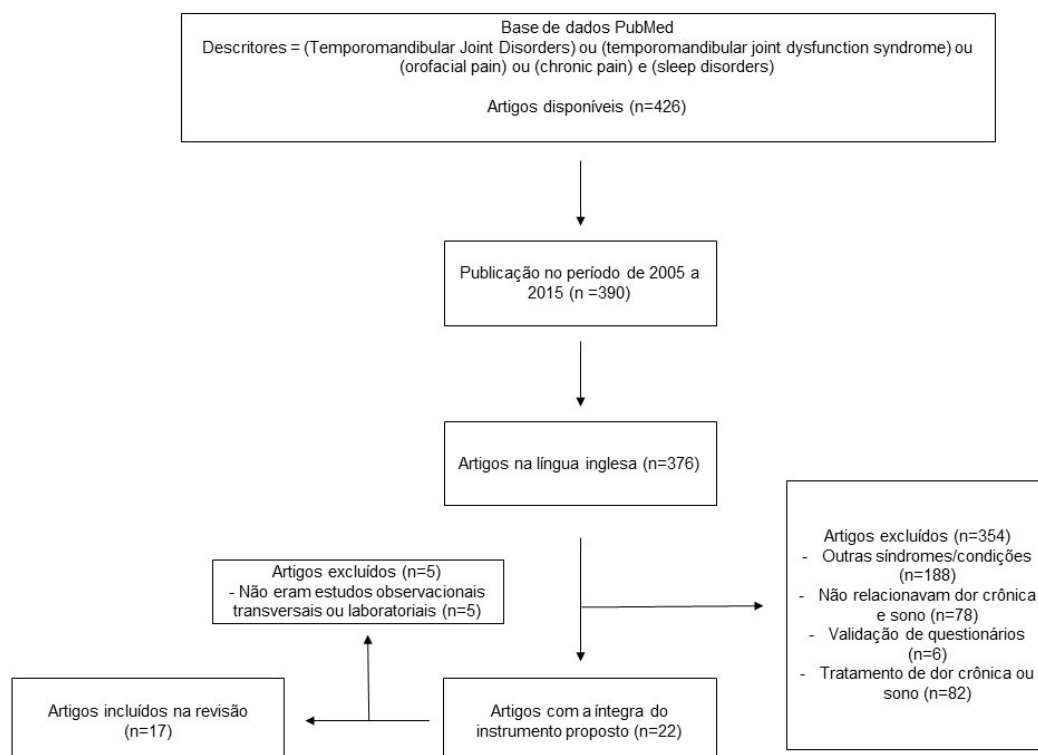 Base de dados PubMed
Descritores = (Temporomandibular Joint Disorders) ou (temporomandibular joint dysfunction syndrome) ou
(orofacial pain) ou (chronic pain) e (sleep disorders)
Artigos disponíveis (n=426)
Publicação no período de 2005 a
2015 (n =390)
Artigos na língua inglesa (n=376)
Artigos excluídos (n=354)
- Outras síndromes/condições
(n=188)
- Não relacionavam dor crônica
e sono (n=78)
- Validação de questionários
(n=6)
- Tratamento de dor crônica ou
sono (n=82)
Artigos excluídos (n=5)
- Não eram estudos observacionais
transversais ou laboratoriais (n=5)
Artigos com a íntegra do
instrumento proposto (n=22)
Artigos incluídos na revisão
(n=17)